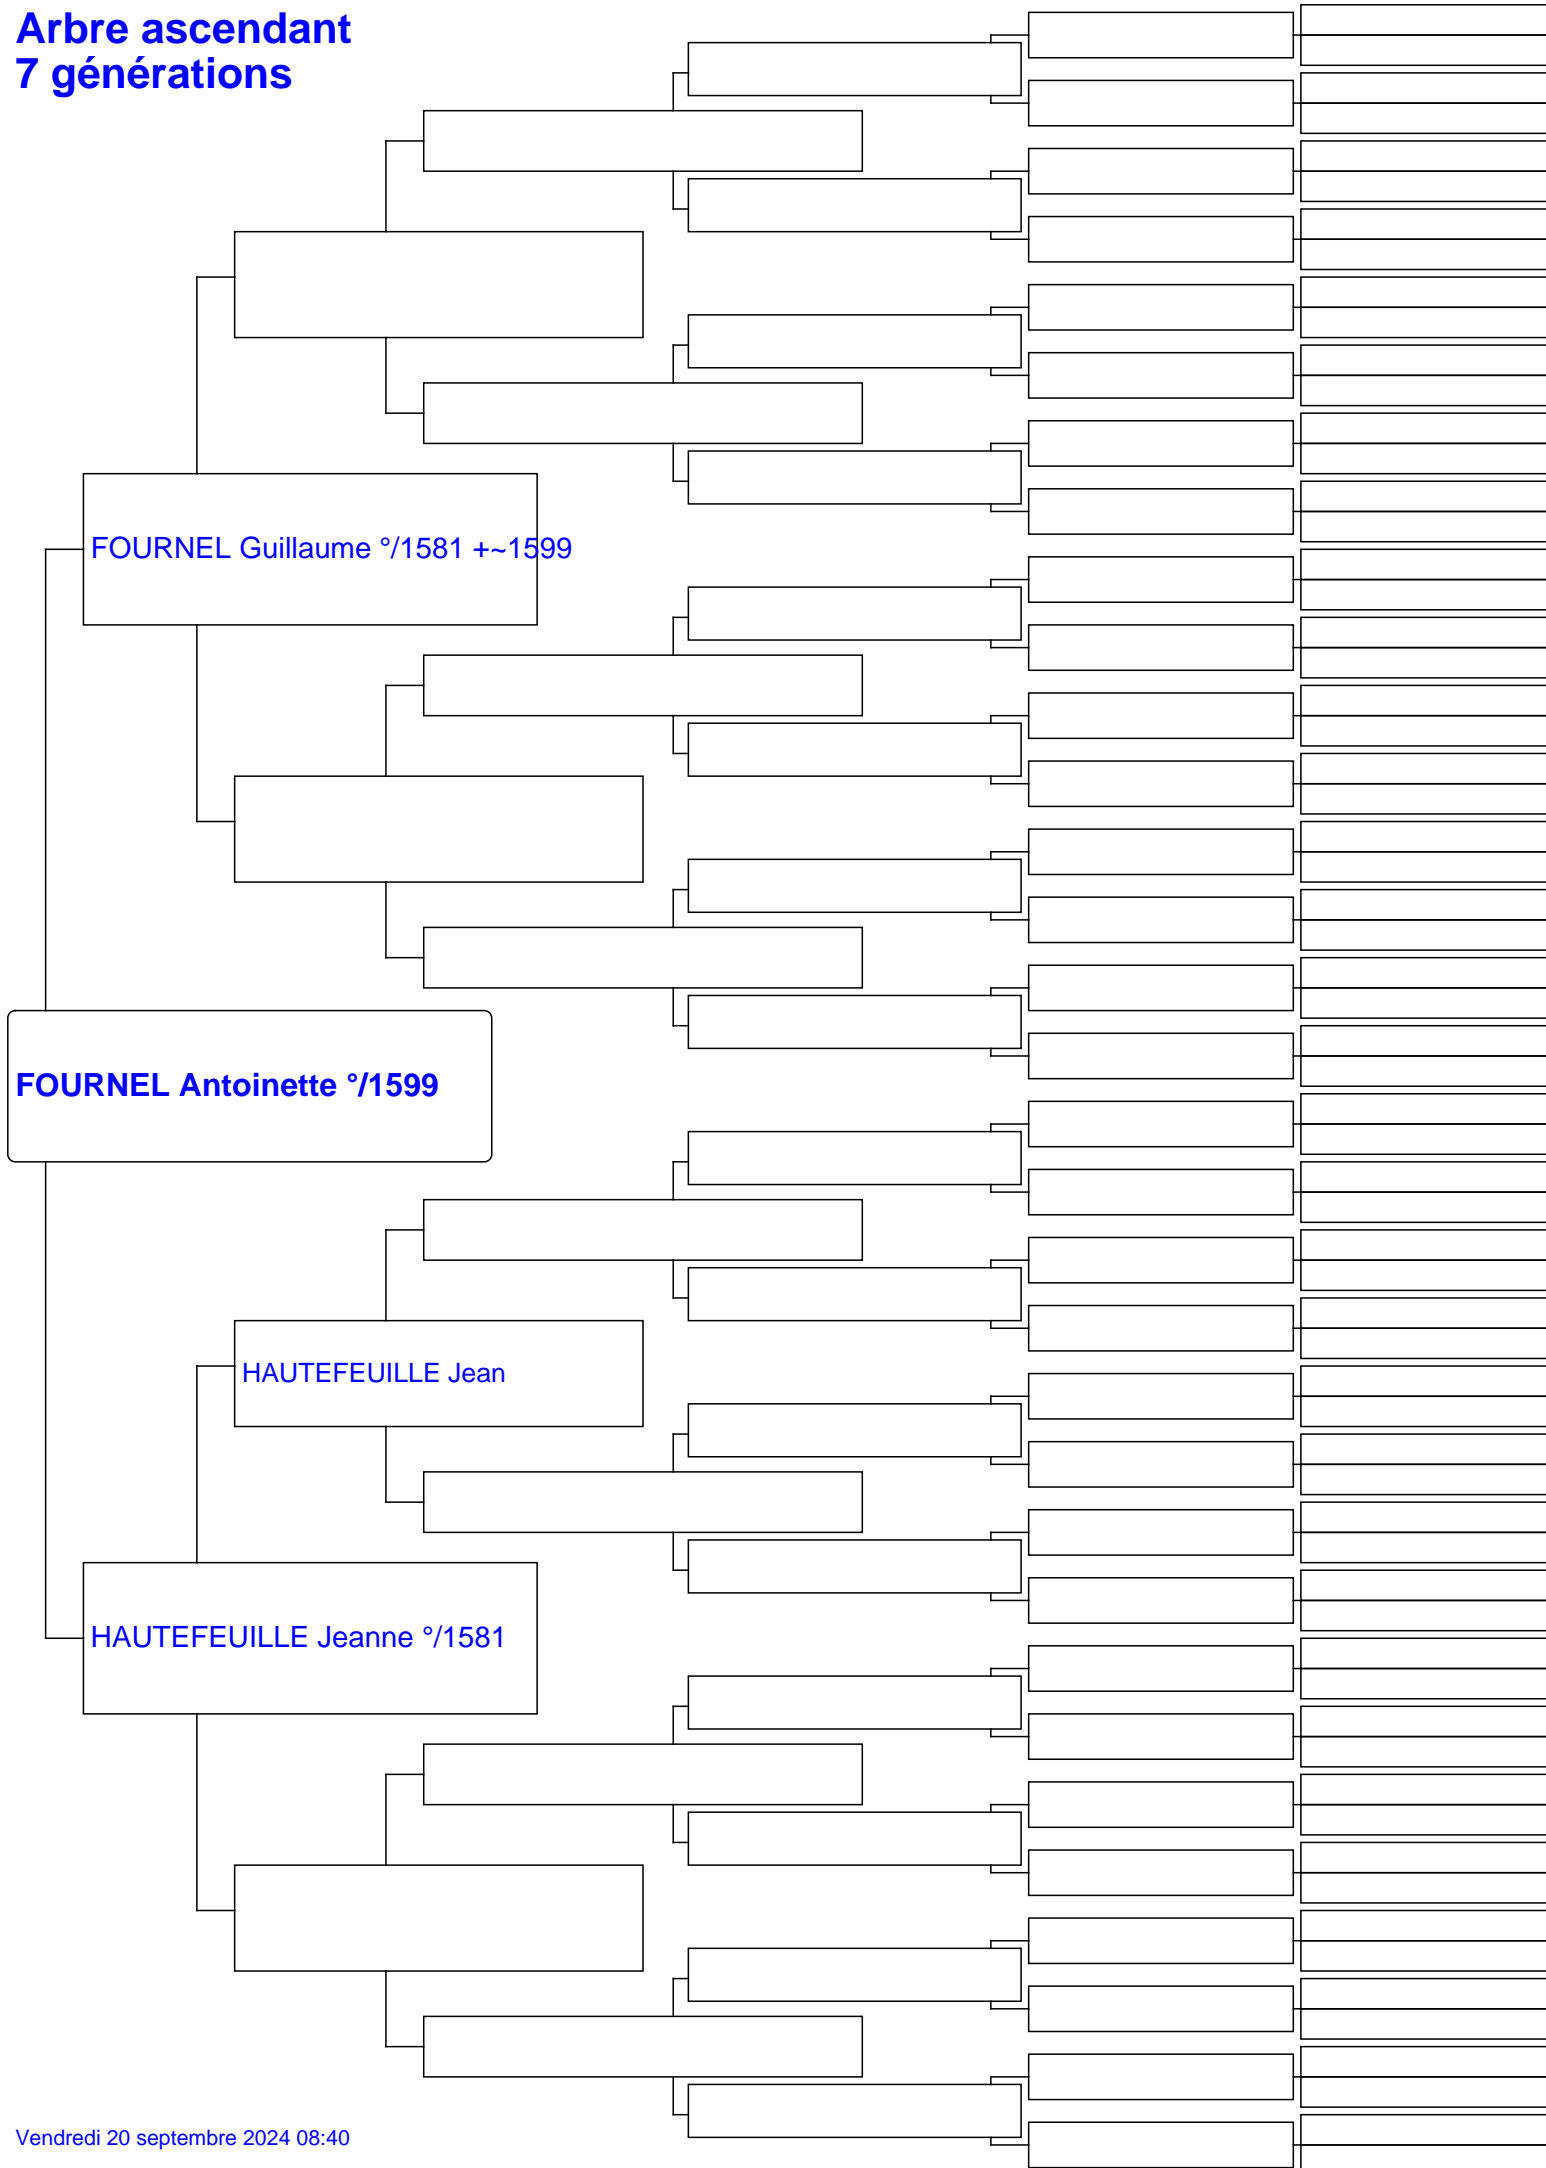 Arbre ascendant
7 générations
FOURNEL Guillaume °/1581 +~1599
FOURNEL Antoinette °/1599
HAUTEFEUILLE Jean
HAUTEFEUILLE Jeanne °/1581
Vendredi 20 septembre 2024 08:40